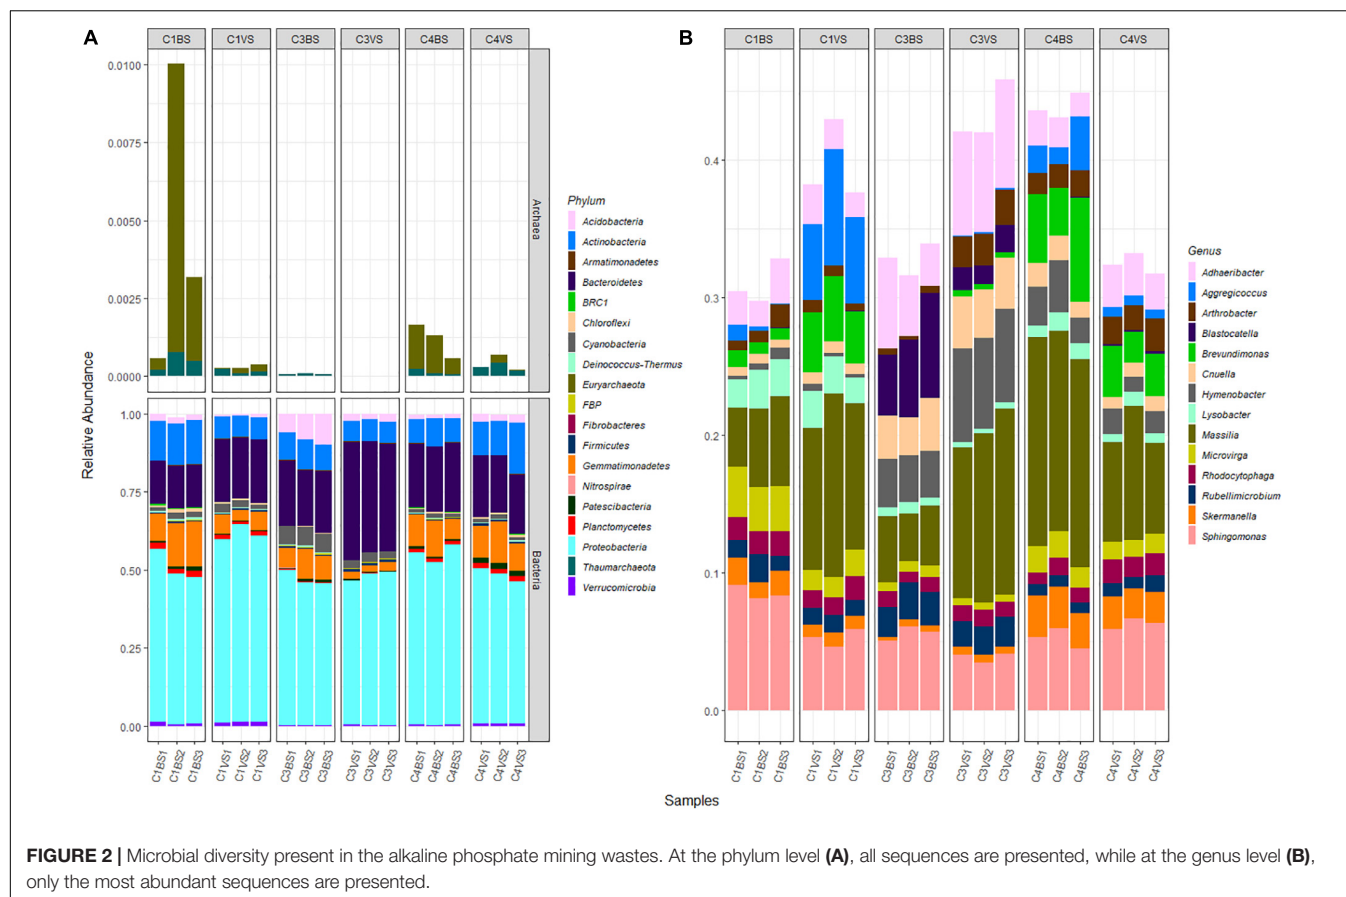 A
C1BS C1VS C3BS C3VS C4BS C4VS
0.0100
0.0075
0.0050
0.0025
0.0000
Archaea
1.00
0.75
0.50
0.25
0.00
Bacteria
Relative Abundance
C1BS1 C1BS2 C1BS3 C1VS1 C1VS2 C1VS3 C3BS1 C3BS2 C3BS3 C3VS1 C3VS2 C3VS3 C4BS1 C4BS2 C4BS3 C4VS1 C4VS2 C4VS3
Phylum
Acidobacteria
Actinobacteria
Armatimonadetes
Bacteroidetes
BRC1
Chloroflexi
Cyanobacteria
Deinococcus-Thermus
Euryarchaeota
FBP
Fibrobacteres
Firmicutes
Gemmatimonadetes
Nitrospirae
Patescibacteria
Planctomycetes
Proteobacteria
Thaumarchaeota
Verrucomicrobia
B
C1BS C1VS C3BS C3VS C4BS C4VS
0.4
0.3
0.2
0.1
0.0
C1BS1 C1BS2 C1BS3 C1VS1 C1VS2 C1VS3 C3BS1 C3BS2 C3BS3 C3VS1 C3VS2 C3VS3 C4BS1 C4BS2 C4BS3 C4VS1 C4VS2 C4VS3
Genus
Adhaeribacter
Aggregicoccus
Arthrobacter
Blastocatella
Brevundimonas
Cnuella
Hymenobacter
Lysobacter
Massilia
Microvirga
Rhodocytophaga
Rubellimicrobium
Skermanella
Sphingomonas
Samples
FIGURE 2 | Microbial diversity present in the alkaline phosphate mining wastes. At the phylum level (A), all sequences are presented, while at the genus level (B),
only the most abundant sequences are presented.